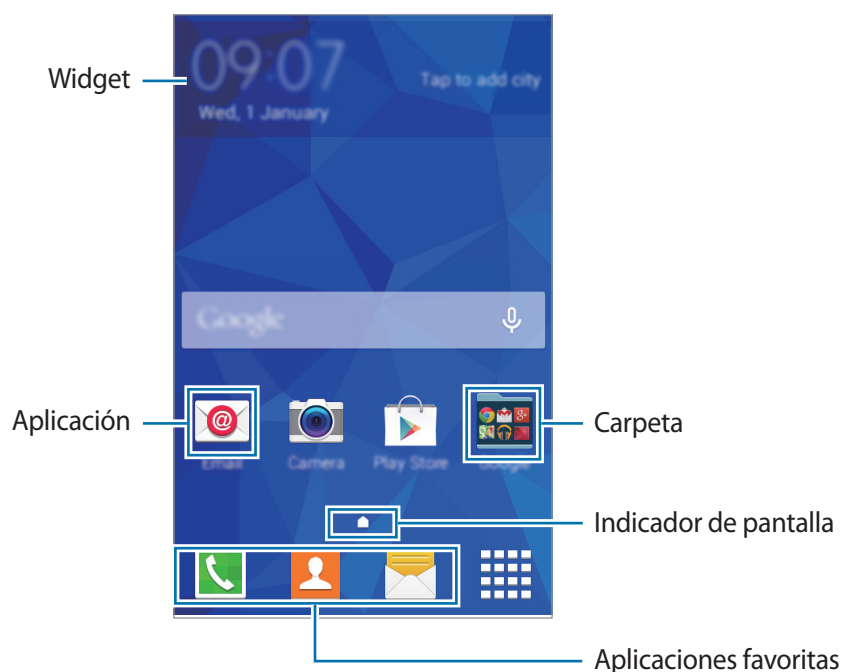 Widget
09:07
Tap to add city
Wed, 1 January
Google
Aplicación
Email
Camera
Play Store
Google
Carpeta
Indicador de pantalla
Aplicaciones favoritas